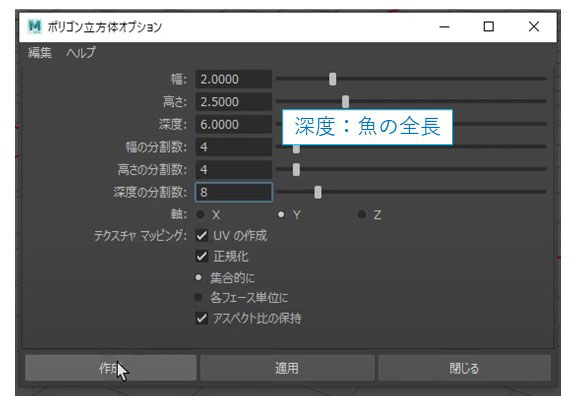 ポリゴン立方体オプション
編集 ヘルプ
幅: 2.0000
高さ: 2.5000
深度: 6.0000
深度：魚の全長
幅の分割数: 4
高さの分割数: 4
深度の分割数: 8
軸: X Y Z
テクスチャ マッピング: UV の作成
正規化
集合的に
各フェース単位に
アスペクト比の保持
作成 適用 閉じる